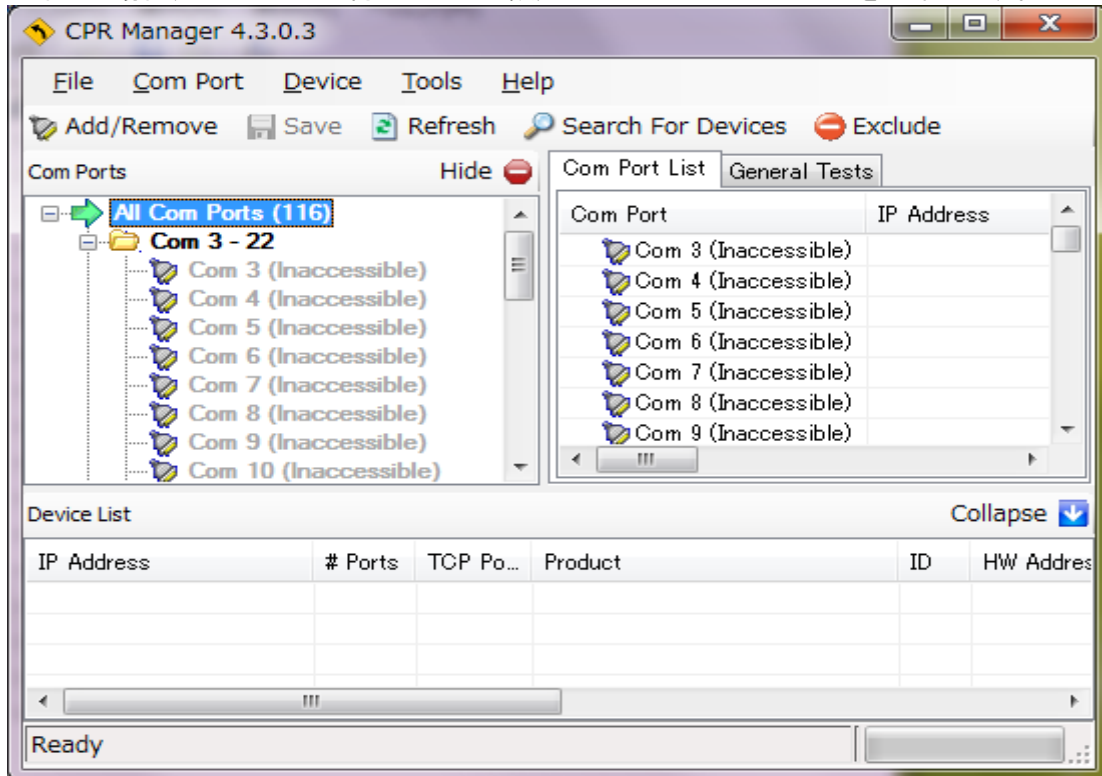 CPR Manager 4.3.0.3
File Com Port Device Tools Help
Add/Remove Save Refresh Search For Devices Exclude
Com Ports Hide
All Com Ports (116)
Com 3 - 22
Com 3 (Inaccessible)
Com 4 (Inaccessible)
Com 5 (Inaccessible)
Com 6 (Inaccessible)
Com 7 (Inaccessible)
Com 8 (Inaccessible)
Com 9 (Inaccessible)
Com 10 (Inaccessible)
Com Port List General Tests
Com Port IP Address
Com 3 (Inaccessible)
Com 4 (Inaccessible)
Com 5 (Inaccessible)
Com 6 (Inaccessible)
Com 7 (Inaccessible)
Com 8 (Inaccessible)
Com 9 (Inaccessible)
Device List Collapse
IP Address # Ports TCP Po... Product ID HW Addres
Ready